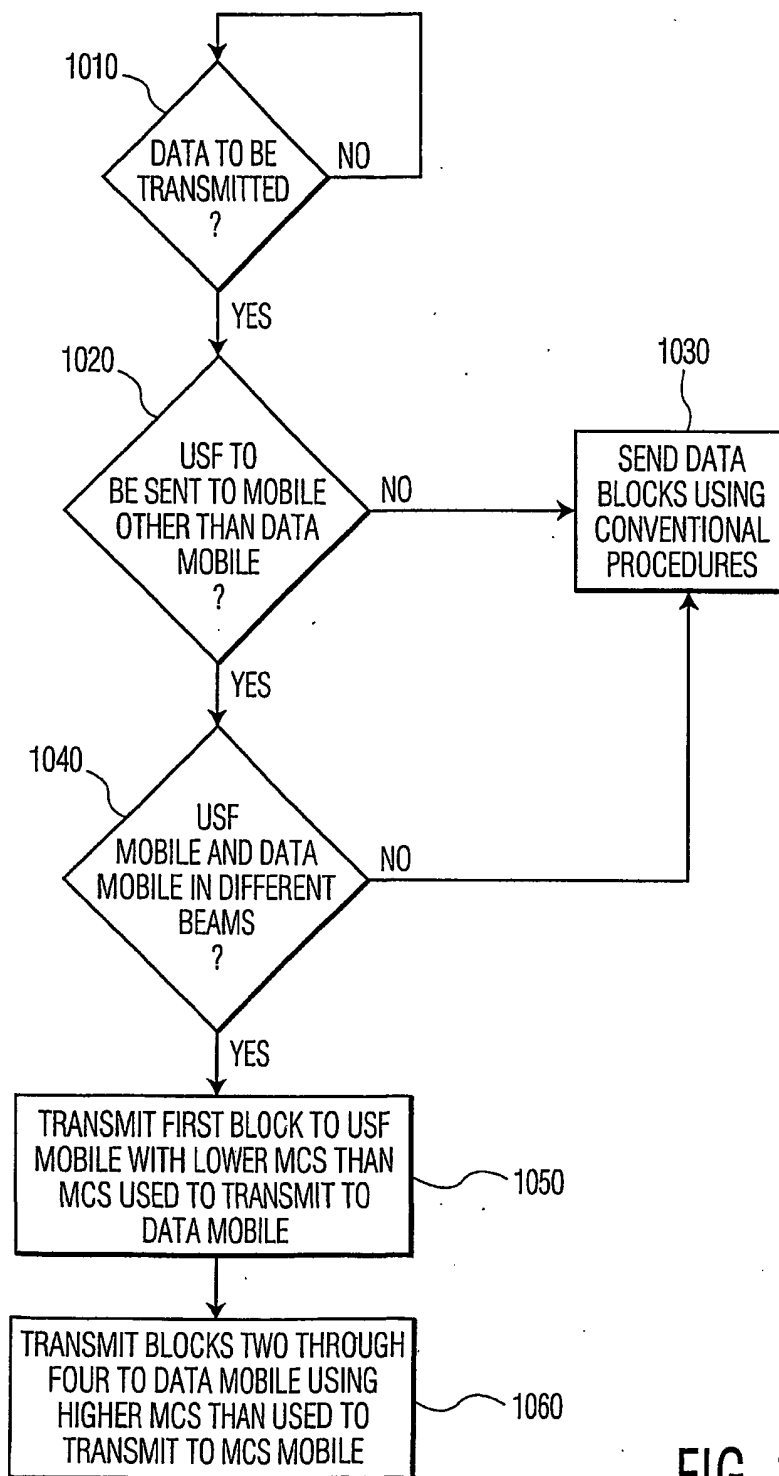 1010
DATA TO BE
TRANSMITTED
?
NO
YES
1020
USF TO
BE SENT TO MOBILE
OTHER THAN DATA
MOBILE
?
NO
1030
SEND DATA
BLOCKS USING
CONVENTIONAL
PROCEDURES
YES
1040
USF
MOBILE AND DATA
MOBILE IN DIFFERENT
BEAMS
?
NO
YES
TRANSMIT FIRST BLOCK TO USF
MOBILE WITH LOWER MCS THAN
MCS USED TO TRANSMIT TO
DATA MOBILE
1050
TRANSMIT BLOCKS TWO THROUGH
FOUR TO DATA MOBILE USING
HIGHER MCS THAN USED TO
TRANSMIT TO MCS MOBILE
1060
FIG